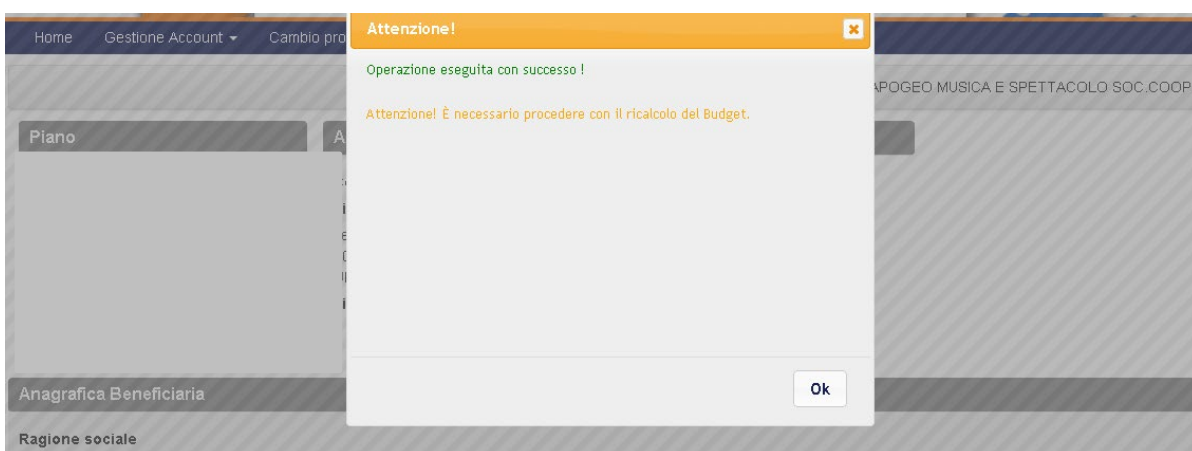 Home Gestione Account Cambio pro
Attenzione!
Operazione eseguita con successo !
APOGEO MUSICA E SPETTACOLO SOC.COOP
Attenzione! È necessario procedere con il ricalcolo del Budget.
Piano
Ok
Anagrafica Beneficiaria
Ragione sociale